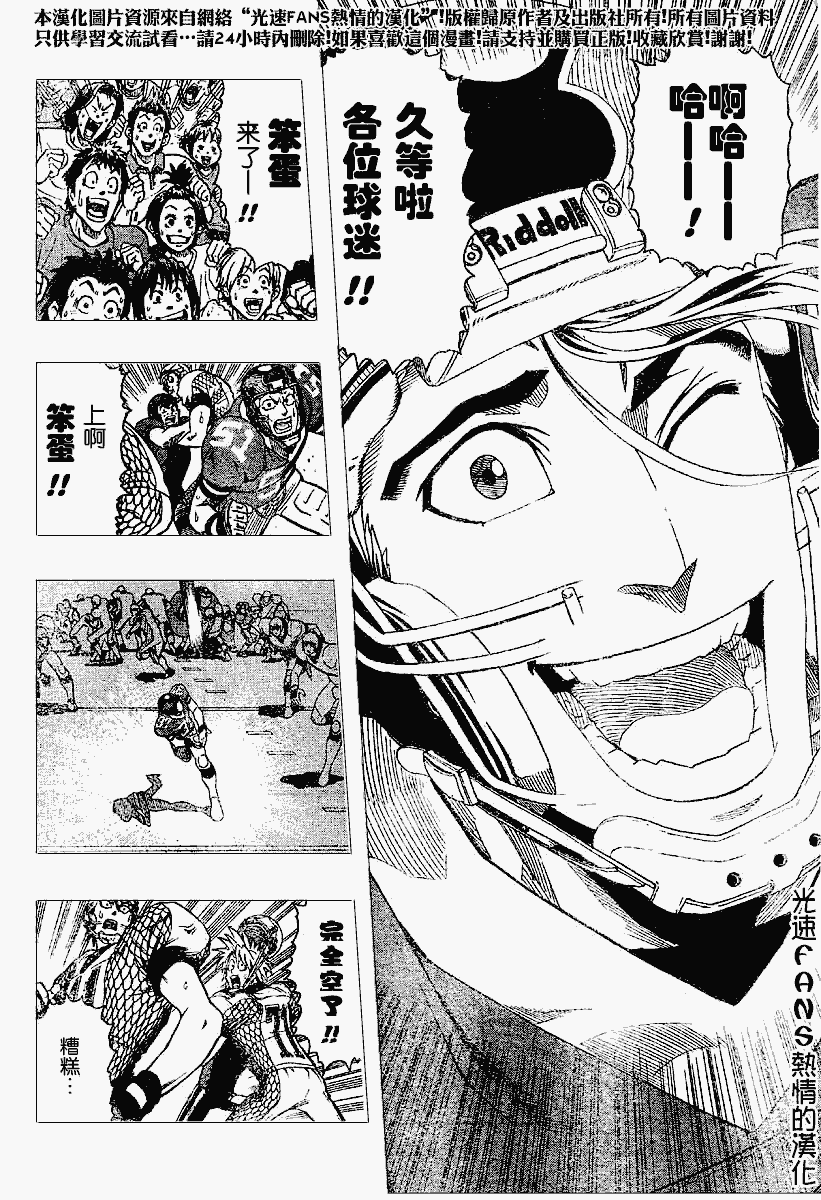 本漢化圖片資源來自網絡“光速FANS熱情的漢化”!版權歸原作者及出版社所有!所有圖片資料
只供學習交流試看…請24小時內刪除!如果喜歡這個漫畫!請支持並購買正版!收藏欣賞!謝謝!
啊哈——
哈——！
久等啦
各位球迷!!
Riddell
笨蛋
来了—!!
上啊
笨蛋!!
完全空了!!
糟糕…
光速FANS熱情的漢化